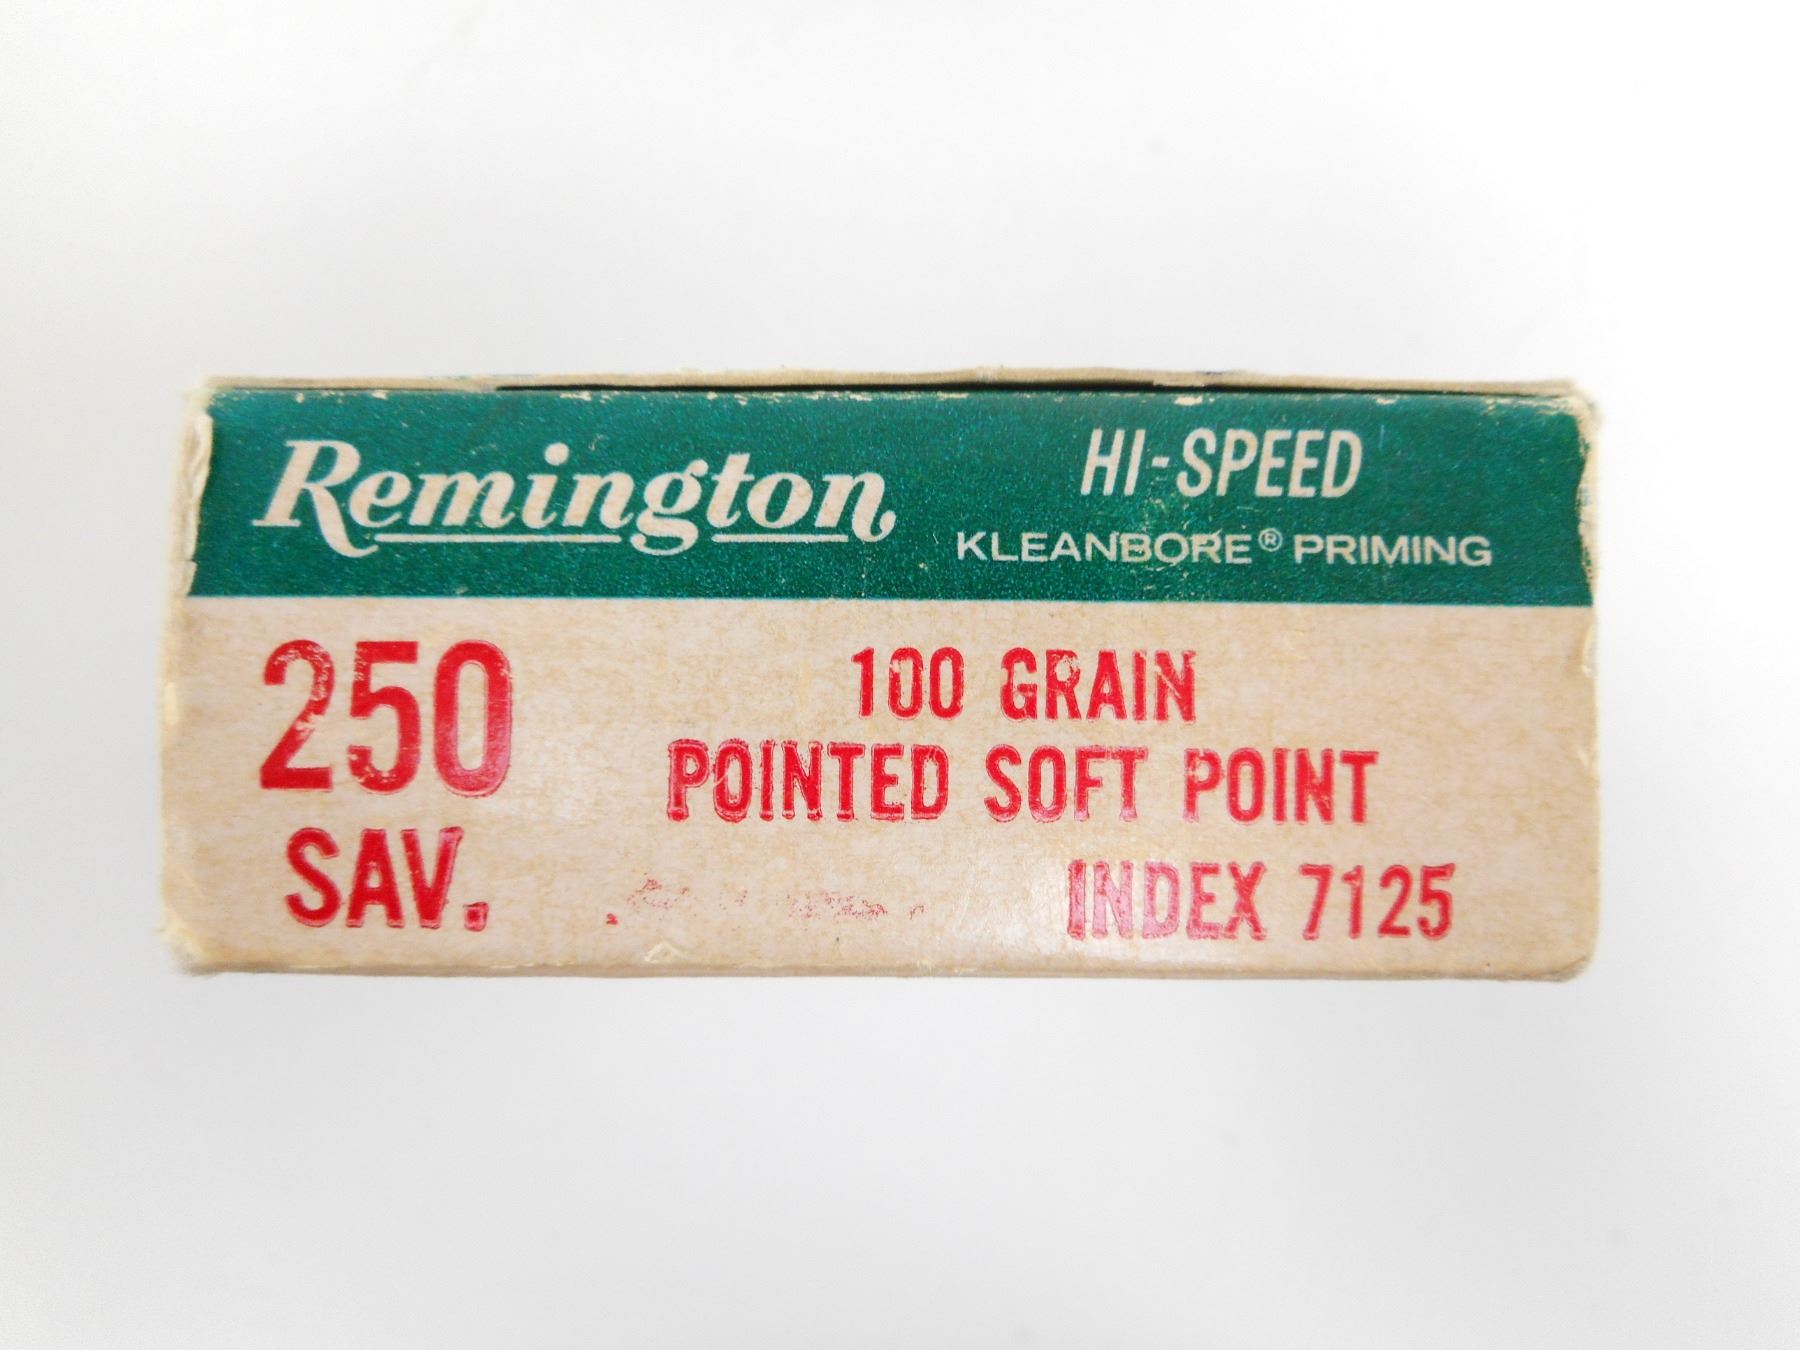 Remington
HI-SPEED
KLEANBORE® PRIMING
250
SAV.
100 GRAIN
POINTED SOFT POINT
INDEX 7125